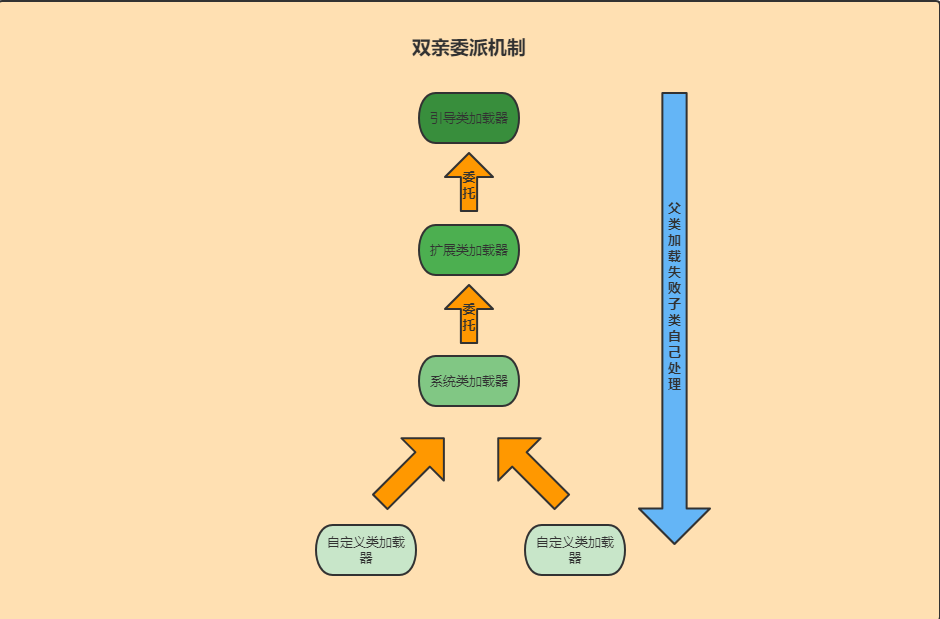 双亲委派机制
引导类加载器
委
托
扩展类加载器
委
托
系统类加载器
自定义类加载
器
自定义类加载
器
父
类
加
载
失
败
子
类
自
己
处
理